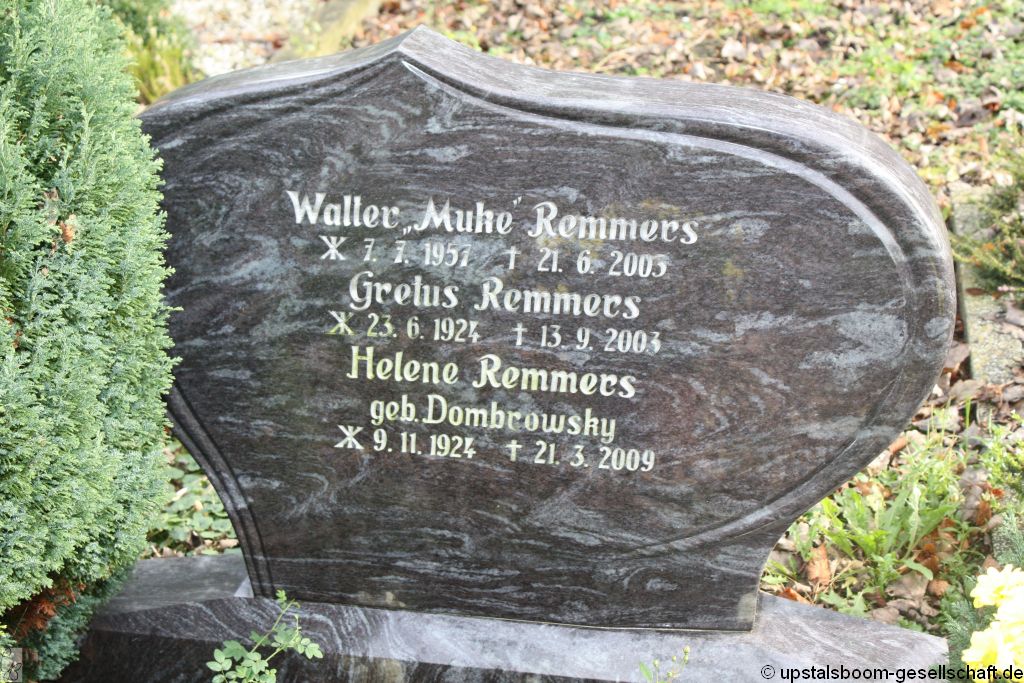 Walter „Muke” Remmers
Ж 7. 7. 1957 † 21. 6. 2003
Gretus Remmers
Ж 23. 6. 1924 † 13. 9. 2003
Helene Remmers
geb. Dombrowsky
Ж 9. 11. 1924 † 21. 3. 2009
© upstalsboom-gesellschaft.de